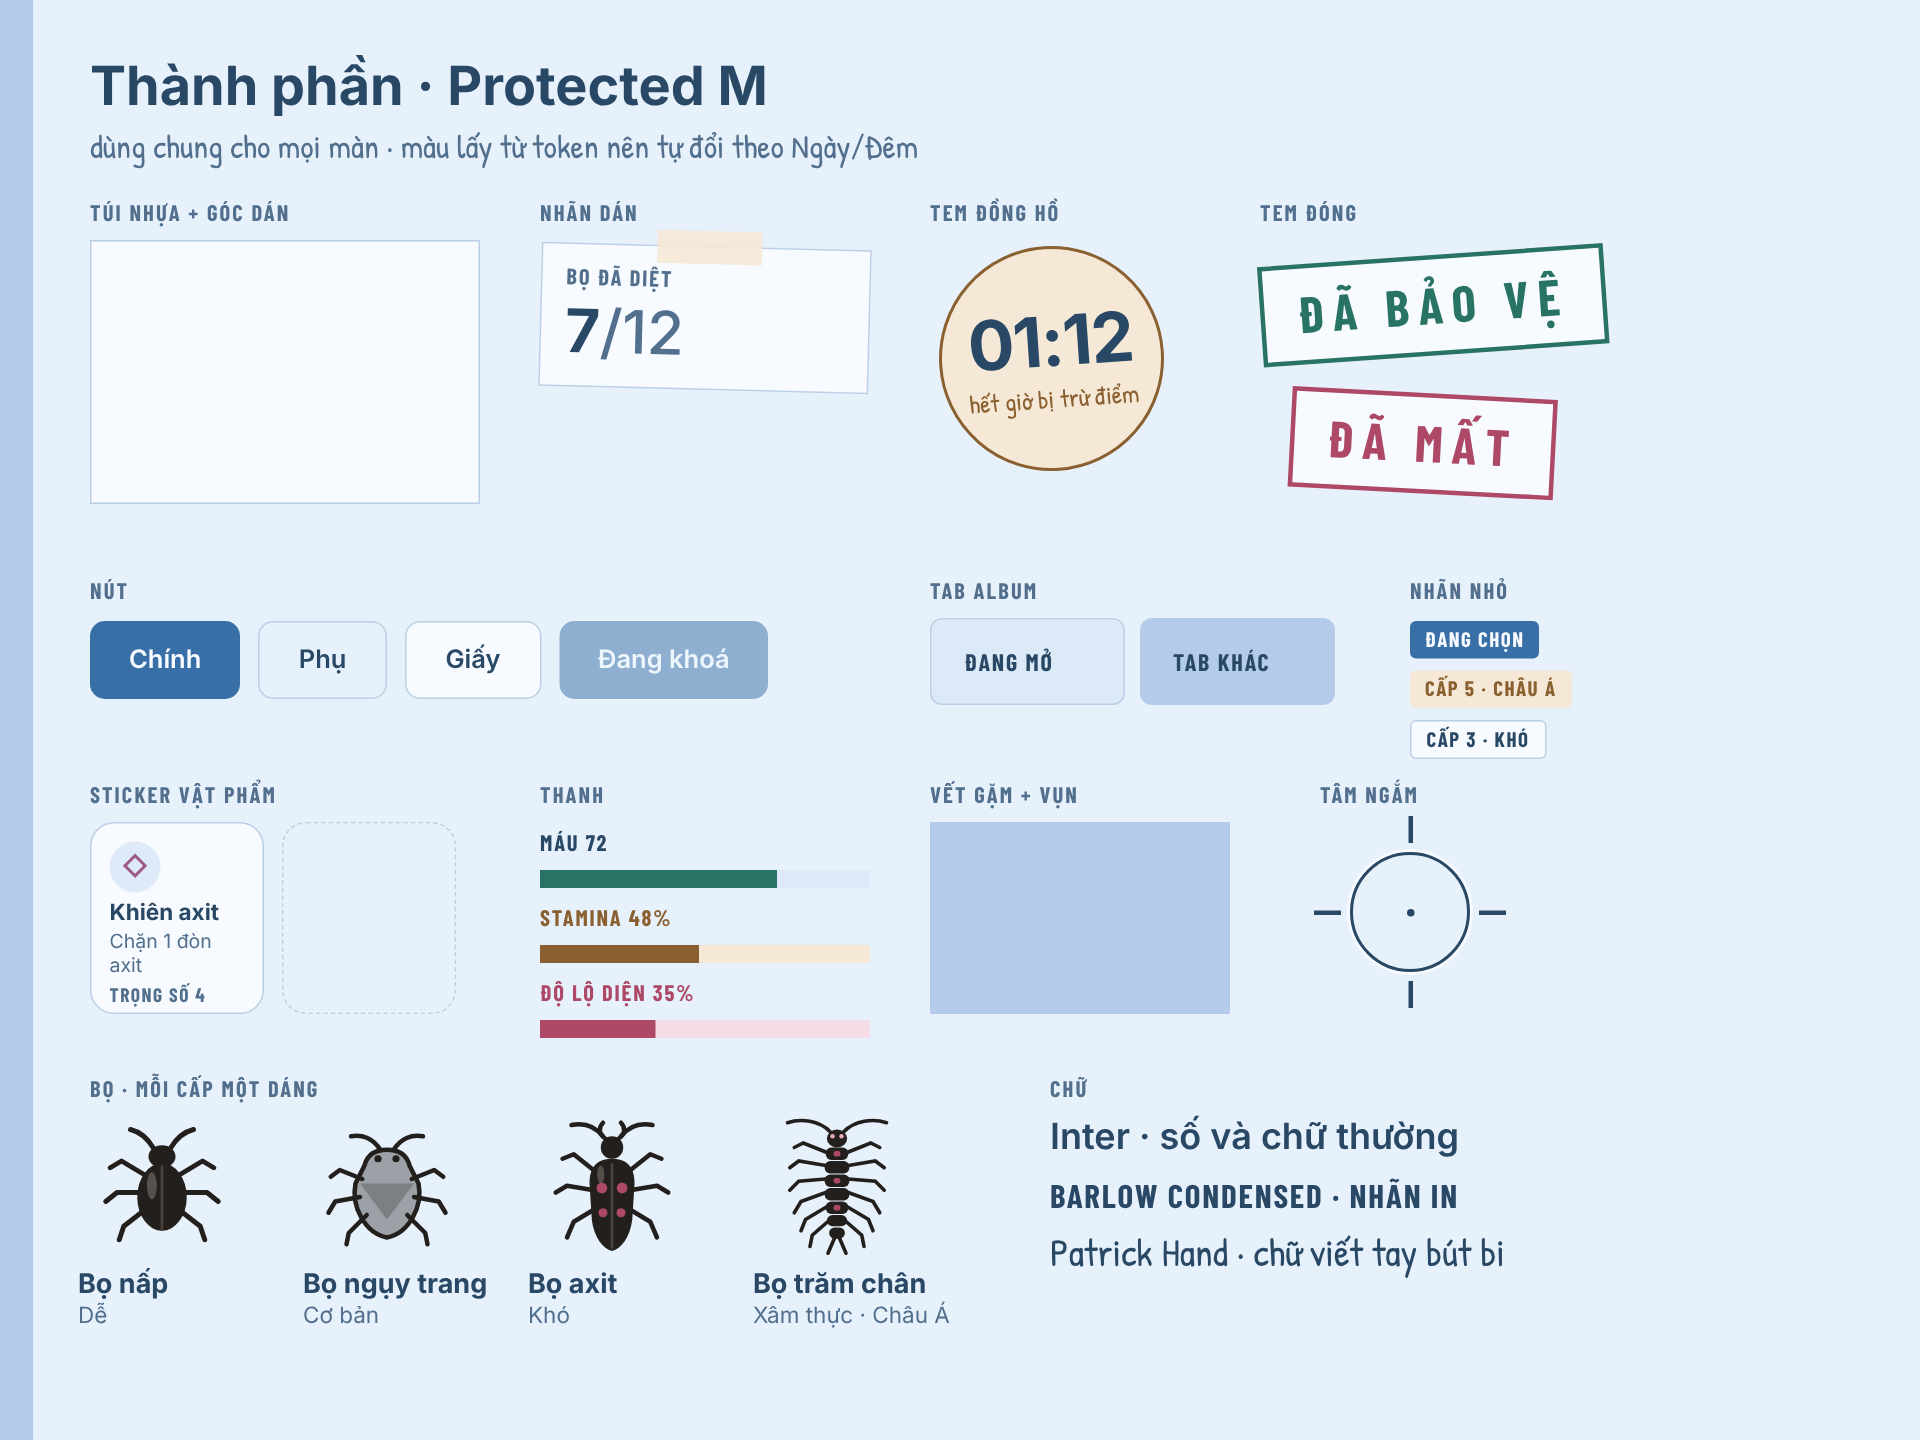 Thành phần · Protected M
dùng chung cho mọi màn · màu lấy từ token nên tự đổi theo Ngày/Đêm
TÚI NHỰA + GÓC DÁN
NHÃN DÁN
TEM ĐỒNG HỒ
TEM ĐÓNG
BỌ ĐÃ DIỆT
7/12
01:12
hết giờ bị trừ điểm
ĐÃ BẢO VỆ
ĐÃ MẤT
NÚT
TAB ALBUM
NHÃN NHỎ
Chính
Phụ
Giấy
Đang khoá
ĐANG MỞ
TAB KHÁC
ĐANG CHỌN
CẤP 5 · CHÂU Á
CẤP 3 · KHÓ
STICKER VẬT PHẨM
THANH
VẾT GẶM + VỤN
TÂM NGẮM
Khiên axit
Chặn 1 đòn
axit
TRỌNG SỐ 4
MÁU 72
STAMINA 48%
ĐỘ LỘ DIỆN 35%
BỌ · MỖI CẤP MỘT DÁNG
CHỮ
Bọ nấp
Dễ
Bọ ngụy trang
Cơ bản
Bọ axit
Khó
Bọ trăm chân
Xâm thực · Châu Á
Inter · số và chữ thường
BARLOW CONDENSED · NHÃN IN
Patrick Hand · chữ viết tay bút bi